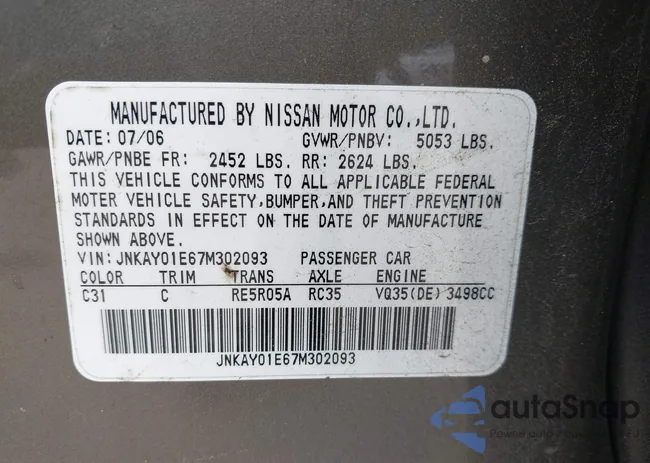 MANUFACTURED BY NISSAN MOTOR CO.,LTD.
DATE: 07/06 GVWR/PNBV: 5053 LBS.
GAWR/PNBE FR: 2452 LBS. RR: 2624 LBS.
THIS VEHICLE CONFORMS TO ALL APPLICABLE FEDERAL
MOTOR VEHICLE SAFETY, BUMPER, AND THEFT PREVENTION
STANDARDS IN EFFECT ON THE DATE OF MANUFACTURE
SHOWN ABOVE.
VIN: JNKAY01E67M302093 PASSENGER CAR
COLOR TRIM TRANS AXLE ENGINE
C31 C RE5R05A RC35 VQ35(DE) 3498CC
JNKAY01E67M302093
autoSnap
Power auto